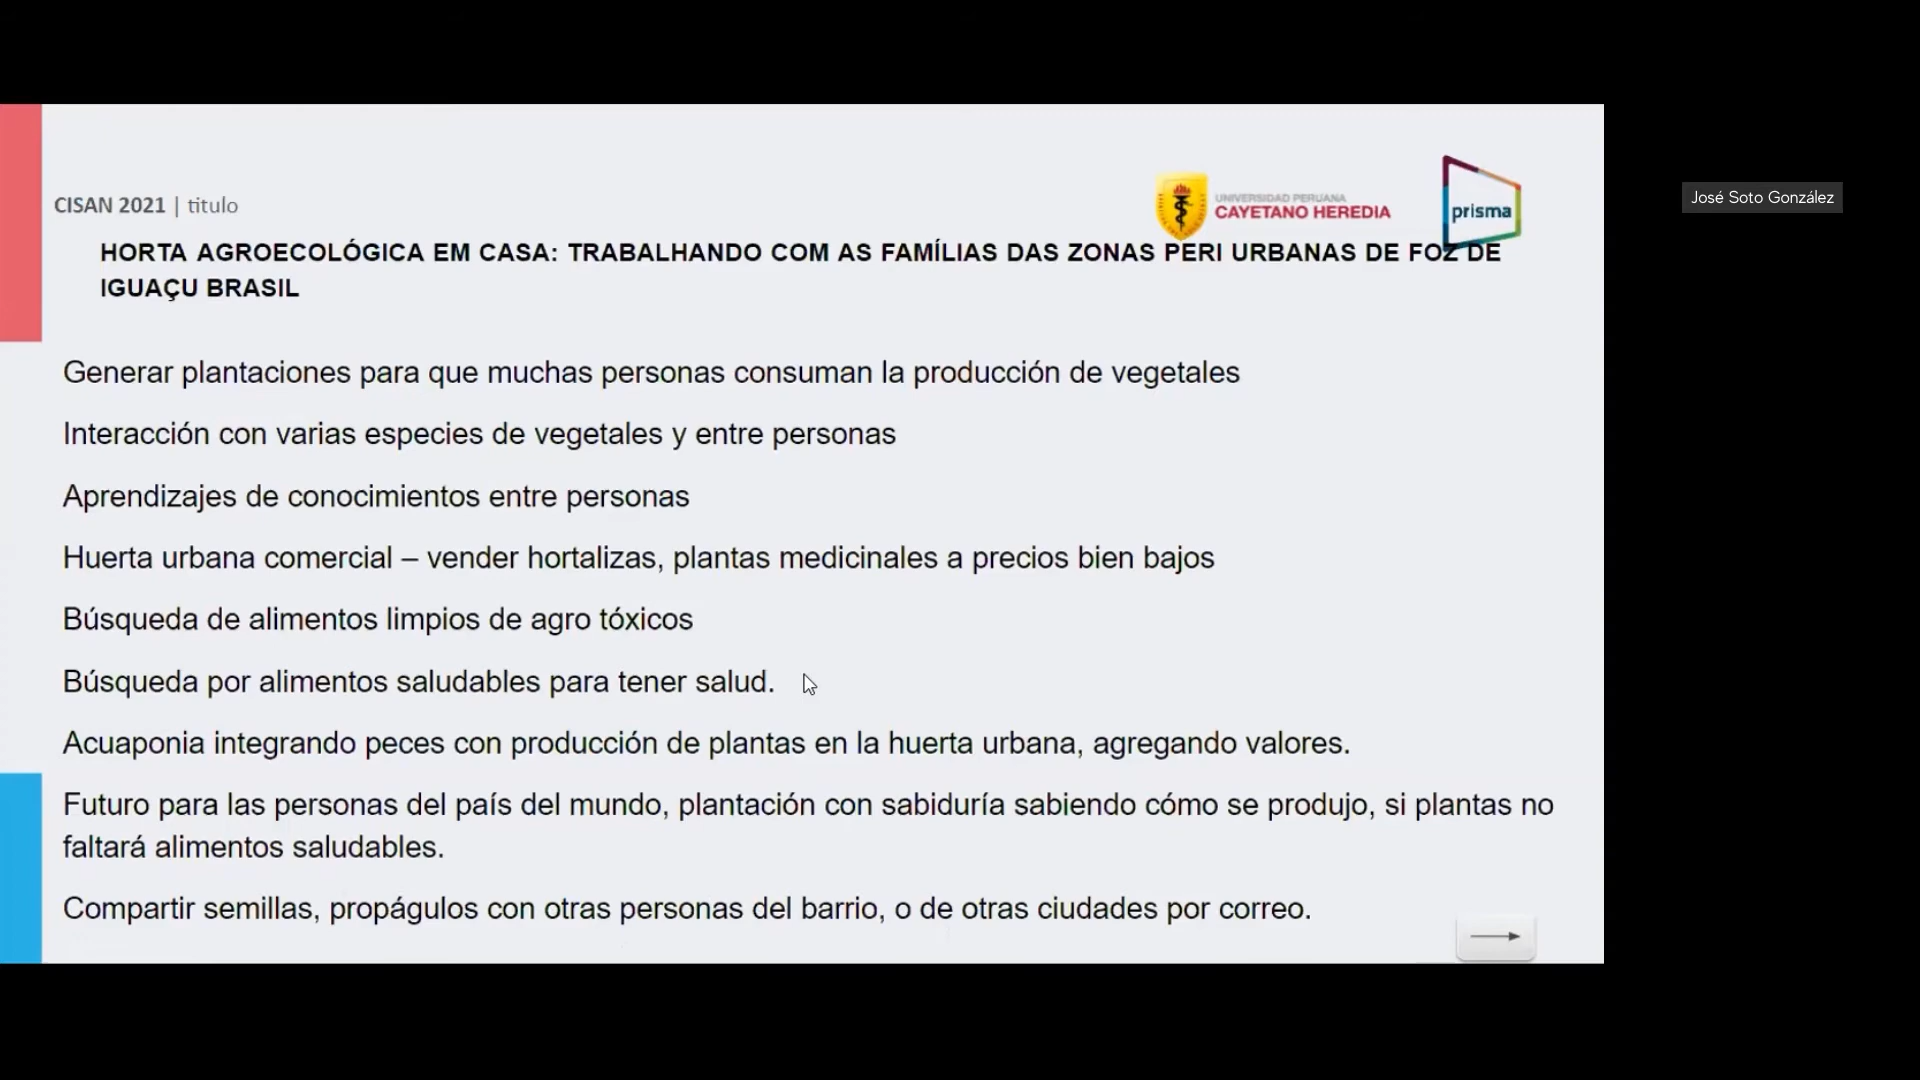 CISAN 2021 | titulo
UNIVERSIDAD PERUANA
CAYETANO HEREDIA
prisma
José Soto González
HORTA AGROECOLÓGICA EM CASA: TRABALHANDO COM AS FAMÍLIAS DAS ZONAS PERI URBANAS DE FOZ DE
IGUAÇU BRASIL
Generar plantaciones para que muchas personas consuman la producción de vegetales
Interacción con varias especies de vegetales y entre personas
Aprendizajes de conocimientos entre personas
Huerta urbana comercial – vender hortalizas, plantas medicinales a precios bien bajos
Búsqueda de alimentos limpios de agro tóxicos
Búsqueda por alimentos saludables para tener salud.
Acuaponia integrando peces con producción de plantas en la huerta urbana, agregando valores.
Futuro para las personas del país del mundo, plantación con sabiduría sabiendo cómo se produjo, si plantas no
faltará alimentos saludables.
Compartir semillas, propágulos con otras personas del barrio, o de otras ciudades por correo.